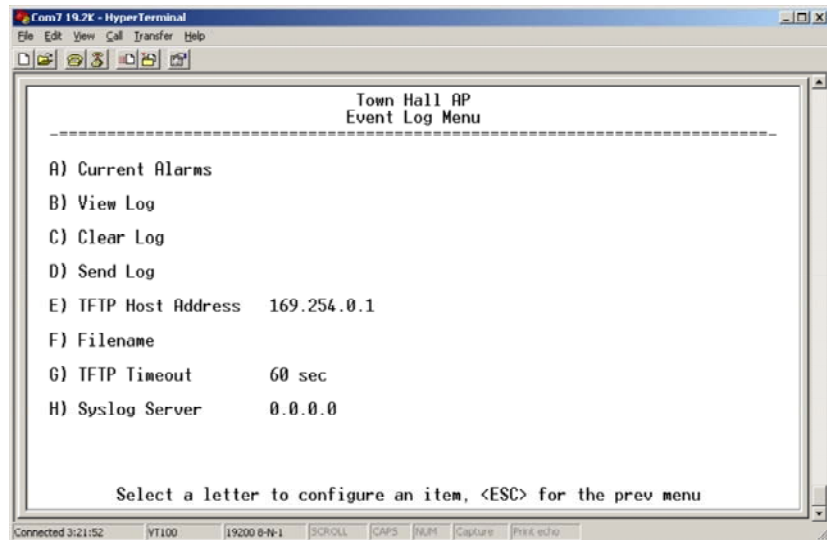 Com7 19.2K - HyperTerminal
File Edit View Call Transfer Help
Town Hall AP
Event Log Menu
-==========================================================================-
A) Current Alarms
B) View Log
C) Clear Log
D) Send Log
E) TFTP Host Address 169.254.0.1
F) Filename
G) TFTP Timeout 60 sec
H) Syslog Server 0.0.0.0
Select a letter to configure an item, <ESC> for the prev menu
Connected 3:21:52 VT100 19200 8-N-1 SCROLL CAPS NUM Capture Print echo